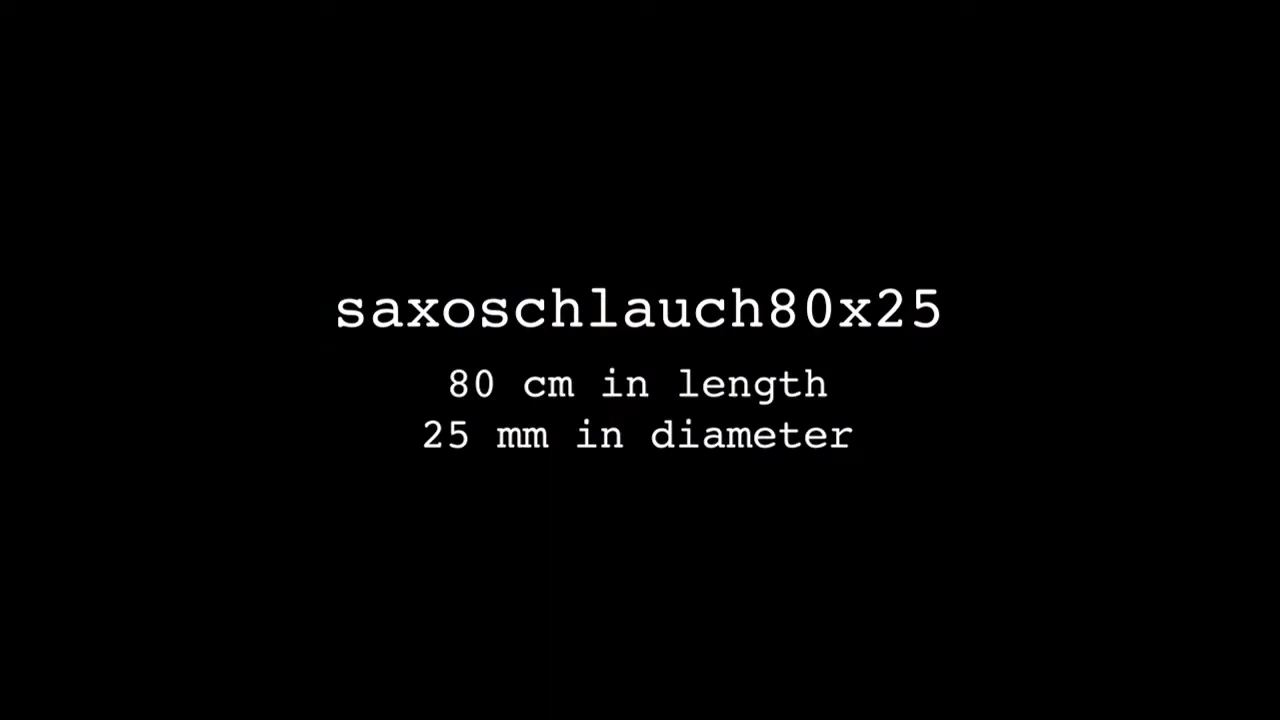 saxoschlauch80x25
80 cm in length
25 mm in diameter